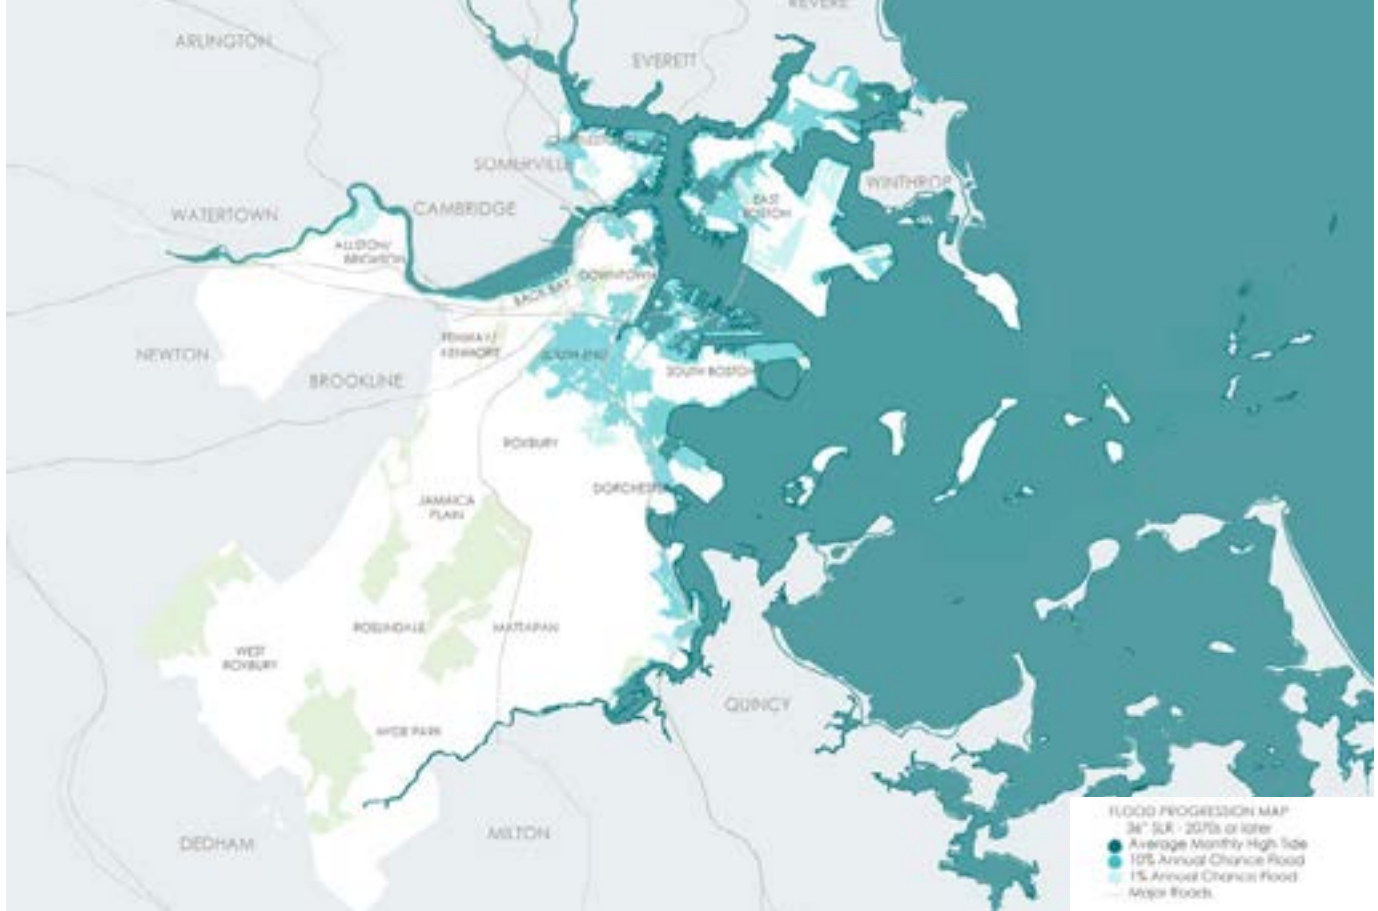 REVERE
ARLINGTON
EVERETT
CHARLESTOWN
SOMERVILLE
WINTHROP
WATERTOWN
CAMBRIDGE
EAST
BOSTON
ALLSTON/
BRIGHTON
DOWNTOWN
BACK BAY
FENWAY/
KENMORE
NEWTON
SOUTH END
SOUTH BOSTON
BROOKLINE
ROXBURY
DORCHESTER
JAMAICA
PLAIN
ROSLINDALE
MATTAPAN
WEST
ROXBURY
QUINCY
HYDE PARK
MILTON
DEDHAM
FLOOD PROGRESSION MAP
36" SLR - 2070s or later
Average Monthly High Tide
10% Annual Chance Flood
1% Annual Chance Flood
Major Roads